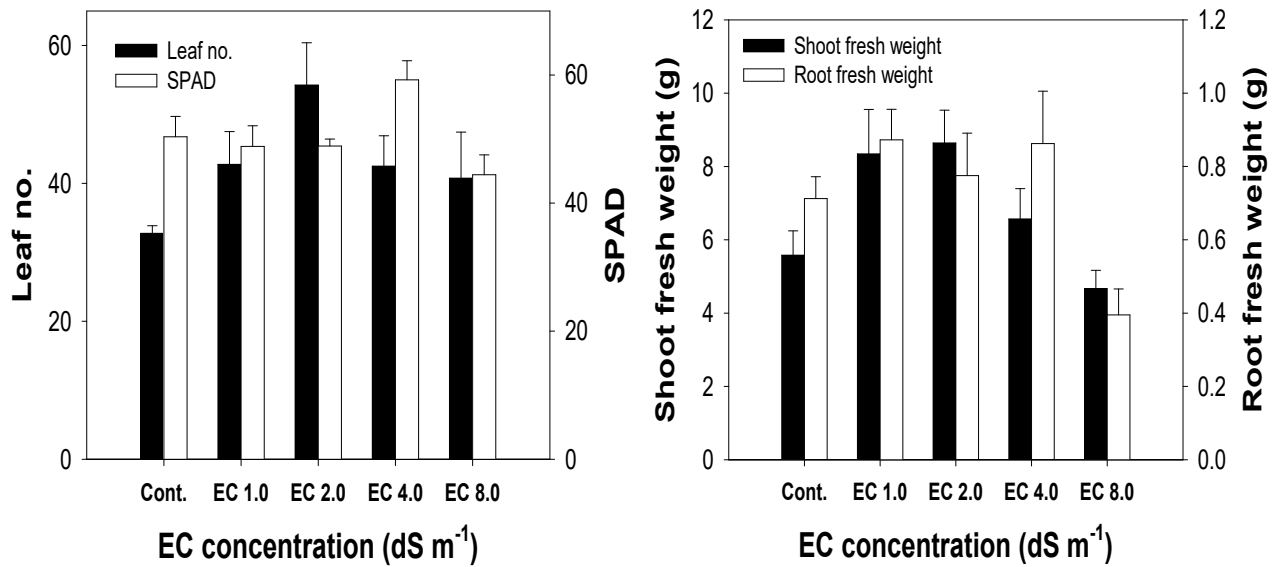 Leaf no.
SPAD
60
40
20
0
Leaf no.
60
40
20
0
SPAD
Cont. EC 1.0 EC 2.0 EC 4.0 EC 8.0
EC concentration (dS m⁻¹)
Shoot fresh weight
Root fresh weight
12
10
8
6
4
2
0
Shoot fresh weight (g)
1.2
1.0
0.8
0.6
0.4
0.2
0.0
Root fresh weight (g)
Cont. EC 1.0 EC 2.0 EC 4.0 EC 8.0
EC concentration (dS m⁻¹)